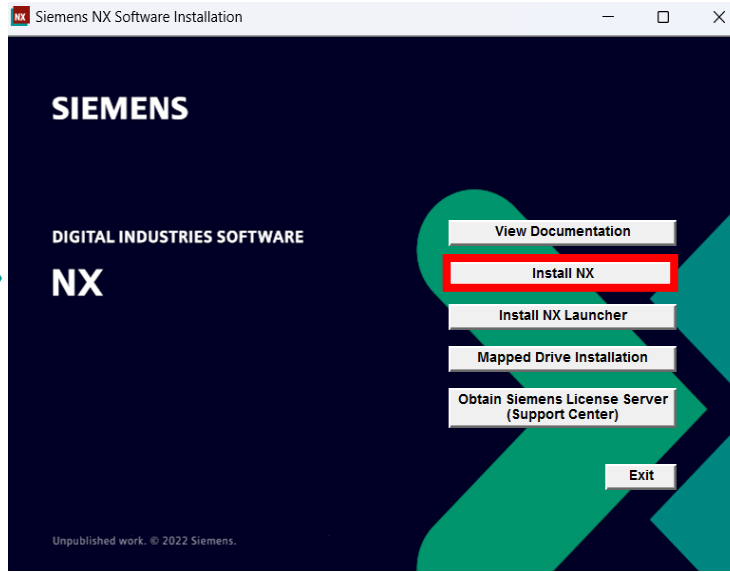 NX Siemens NX Software Installation
SIEMENS
DIGITAL INDUSTRIES SOFTWARE
NX
View Documentation
Install NX
Install NX Launcher
Mapped Drive Installation
Obtain Siemens License Server
(Support Center)
Exit
Unpublished work. © 2022 Siemens.